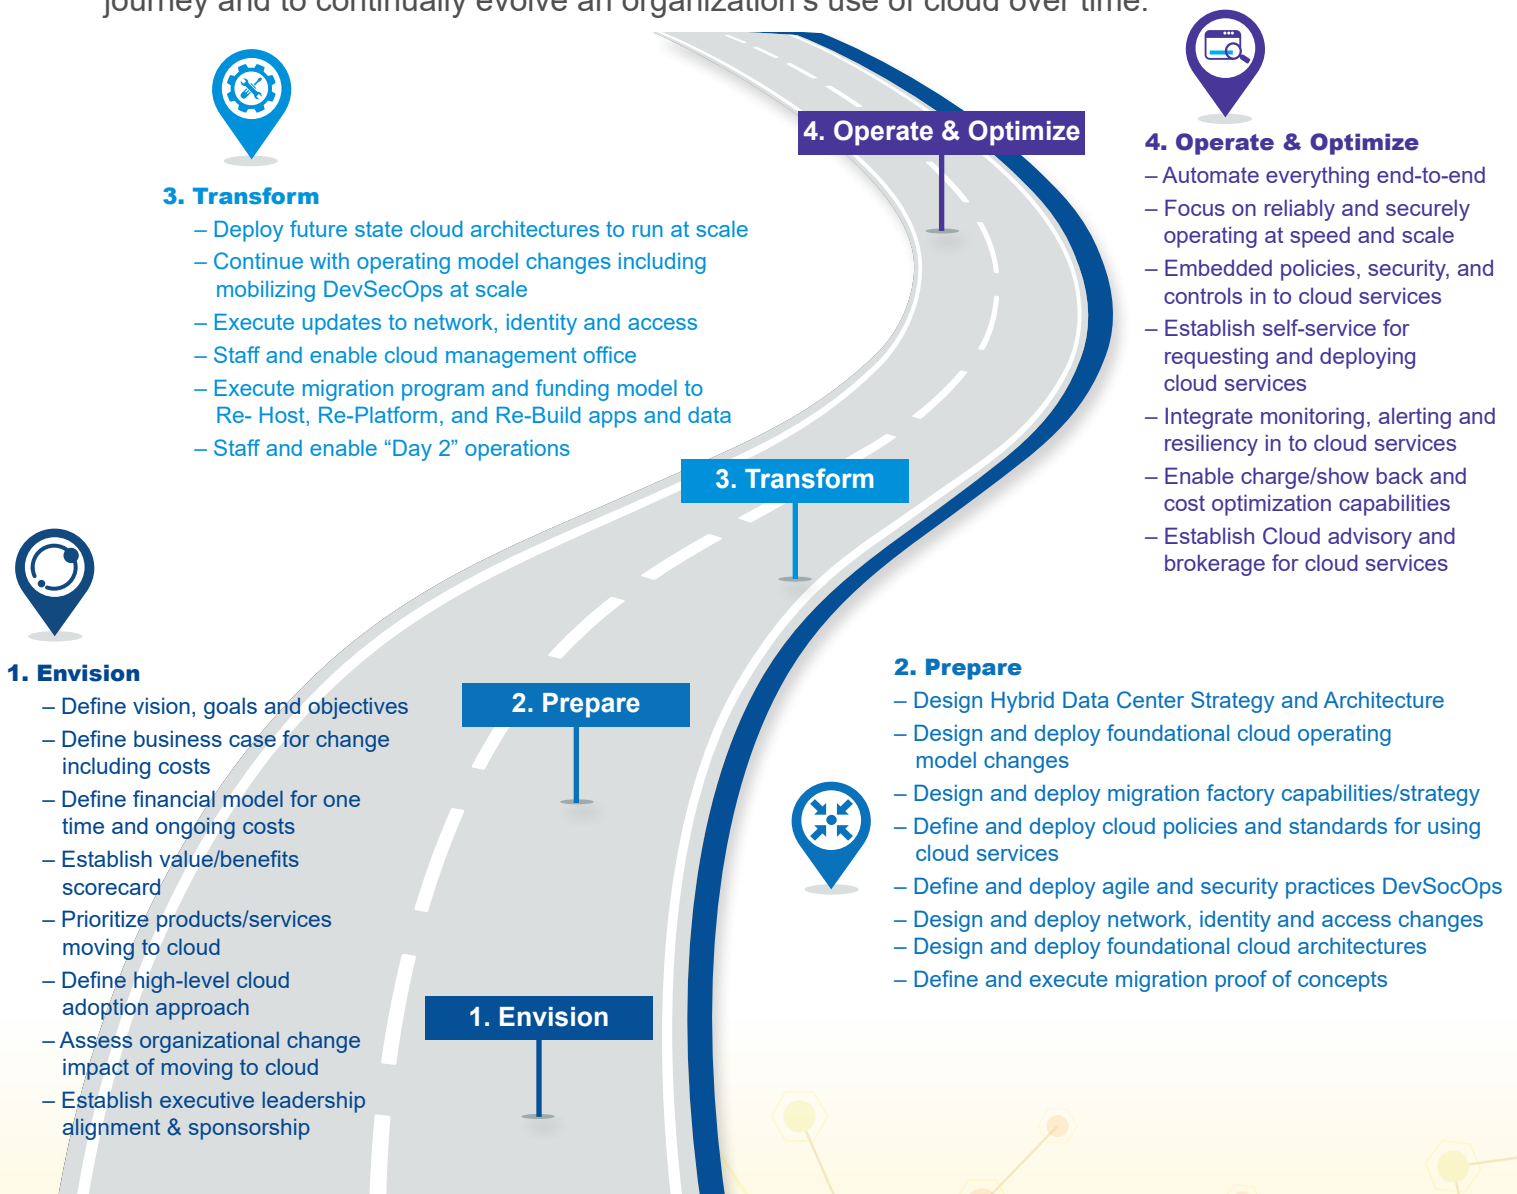 journey and to continually evolve an organization's use of cloud over time.
4. Operate & Optimize
3. Transform
2. Prepare
1. Envision
3. Transform
– Deploy future state cloud architectures to run at scale
– Continue with operating model changes including
mobilizing DevSecOps at scale
– Execute updates to network, identity and access
– Staff and enable cloud management office
– Execute migration program and funding model to
Re- Host, Re-Platform, and Re-Build apps and data
– Staff and enable “Day 2” operations
4. Operate & Optimize
– Automate everything end-to-end
– Focus on reliably and securely
operating at speed and scale
– Embedded policies, security, and
controls in to cloud services
– Establish self-service for
requesting and deploying
cloud services
– Integrate monitoring, alerting and
resiliency in to cloud services
– Enable charge/show back and
cost optimization capabilities
– Establish Cloud advisory and
brokerage for cloud services
1. Envision
– Define vision, goals and objectives
– Define business case for change
including costs
– Define financial model for one
time and ongoing costs
– Establish value/benefits
scorecard
– Prioritize products/services
moving to cloud
– Define high-level cloud
adoption approach
– Assess organizational change
impact of moving to cloud
– Establish executive leadership
alignment & sponsorship
2. Prepare
– Design Hybrid Data Center Strategy and Architecture
– Design and deploy foundational cloud operating
model changes
– Design and deploy migration factory capabilities/strategy
– Define and deploy cloud policies and standards for using
cloud services
– Define and deploy agile and security practices DevSocOps
– Design and deploy network, identity and access changes
– Design and deploy foundational cloud architectures
– Define and execute migration proof of concepts